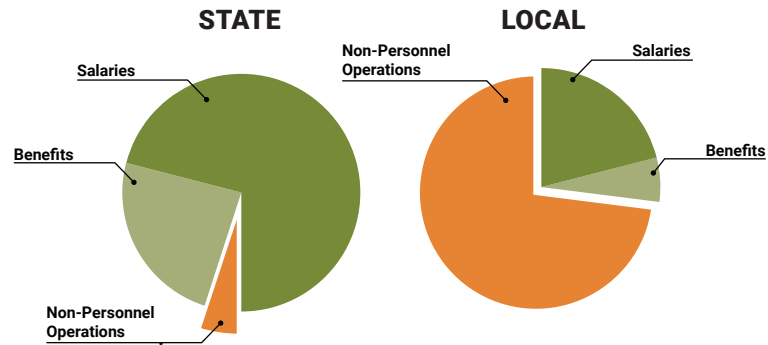 STATE
Salaries
Benefits
Non-Personnel
Operations
LOCAL
Non-Personnel
Operations
Salaries
Benefits